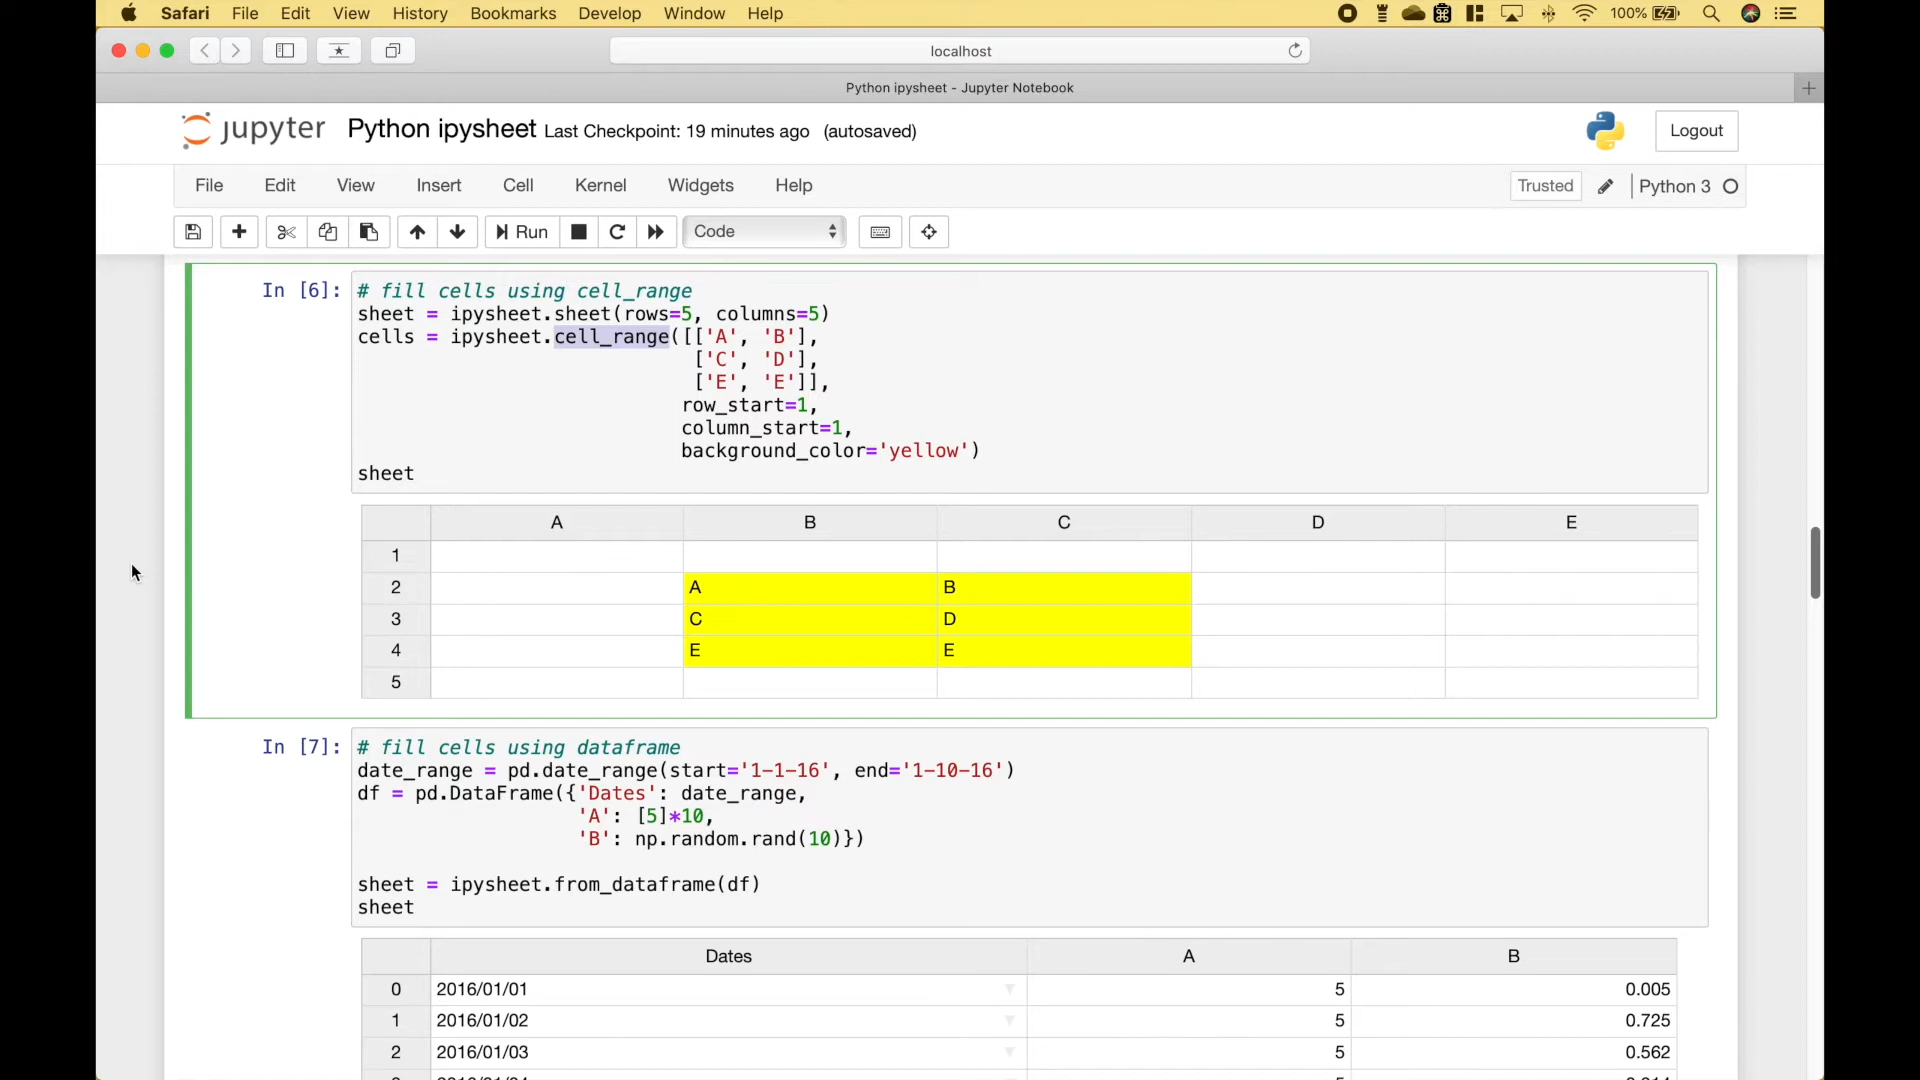 Safari File Edit View History Bookmarks Develop Window Help 100%
localhost
Python ipysheet - Jupyter Notebook
jupyter Python ipysheet Last Checkpoint: 19 minutes ago (autosaved) Logout
File Edit View Insert Cell Kernel Widgets Help Trusted Python 3
Run Code
In [6]: # fill cells using cell_range
sheet = ipysheet.sheet(rows=5, columns=5)
cells = ipysheet.cell_range([['A', 'B'],
['C', 'D'],
['E', 'E']],
row_start=1,
column_start=1,
background_color='yellow')
sheet
A B C D E
1
2 A B
3 C D
4 E E
5
In [7]: # fill cells using dataframe
date_range = pd.date_range(start='1-1-16', end='1-10-16')
df = pd.DataFrame({'Dates': date_range,
'A': [5]*10,
'B': np.random.rand(10)})
sheet = ipysheet.from_dataframe(df)
sheet
Dates A B
0 2016/01/01 5 0.005
1 2016/01/02 5 0.725
2 2016/01/03 5 0.562